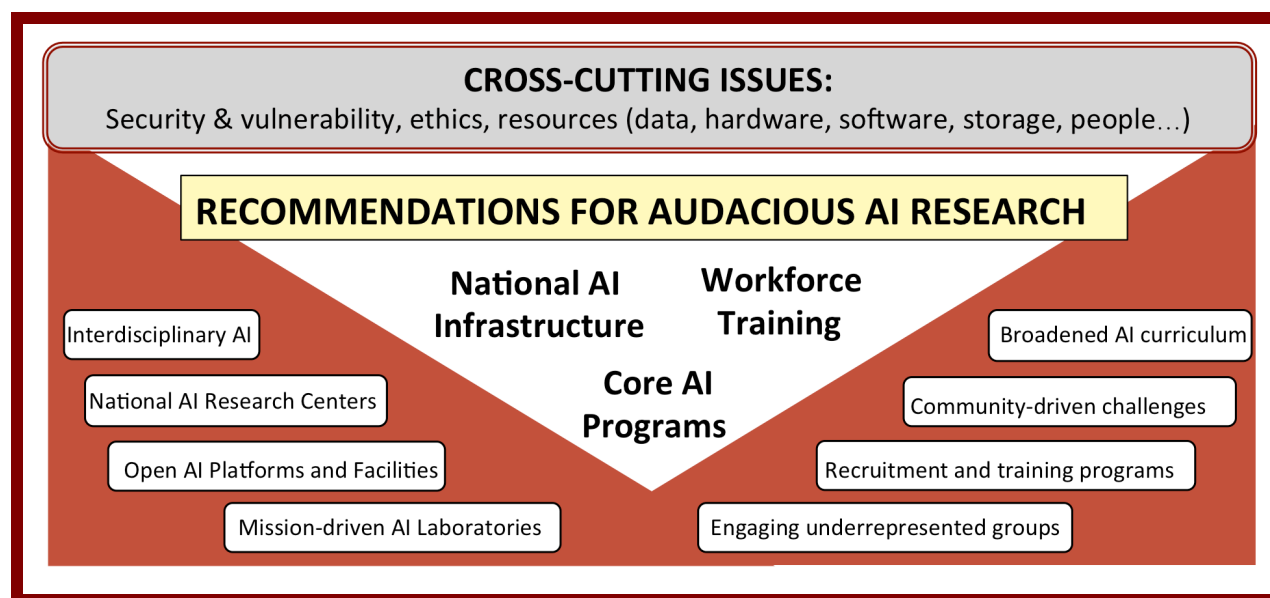 CROSS-CUTTING ISSUES:
Security & vulnerability, ethics, resources (data, hardware, software, storage, people…)
RECOMMENDATIONS FOR AUDACIOUS AI RESEARCH
National AI
Infrastructure
Workforce
Training
Core AI
Programs
Interdisciplinary AI
National AI Research Centers
Open AI Platforms and Facilities
Mission-driven AI Laboratories
Broadened AI curriculum
Community-driven challenges
Recruitment and training programs
Engaging underrepresented groups